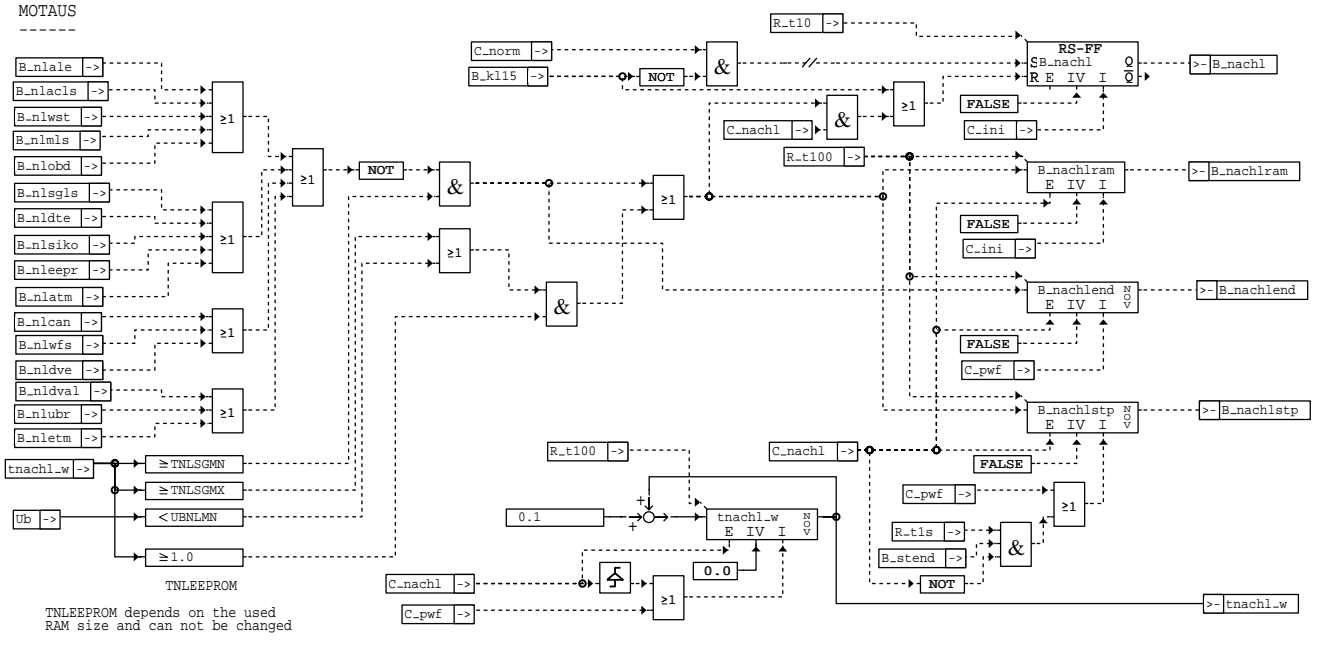 MOTAUS
------
R_t10 ->
C_norm ->
B_kl15 ->
NOT
&
RS-FF
S B_nachl Q
R E IV I Q
>- B_nachl
B_nlale ->
B_nlacls ->
B_nlwst ->
B_nlmls ->
B_nlobd ->
≥1
≥1
&
C_nachl ->
FALSE
C_ini ->
R_t100 ->
B_nlsgls ->
B_nldte ->
B_nlsiko ->
B_nleepr ->
B_nlatm ->
≥1
≥1
NOT
&
≥1
≥1
&
B_nachlram
E IV I
>- B_nachlram
FALSE
C_ini ->
B_nlcan ->
B_nlwfs ->
B_nldve ->
≥1
B_nachlend NOV
E IV I
>- B_nachlend
FALSE
C_pwf ->
B_nldval ->
B_nlubr ->
B_nletm ->
≥1
B_nachlstp NOV
E IV I
>- B_nachlstp
tnachl_w ->
≥TNLSGMN
≥TNLSGMX
Ub ->
<UBNLMN
≥1.0
TNLEEPROM
R_t100 ->
C_nachl ->
FALSE
C_pwf ->
≥1
0.1
+
+
tnachl_w NOV
E IV I
R_t1s ->
B_stend ->
&
NOT
0.0
C_nachl ->
C_pwf ->
≥1
>- tnachl_w
TNLEEPROM depends on the used
RAM size and can not be changed